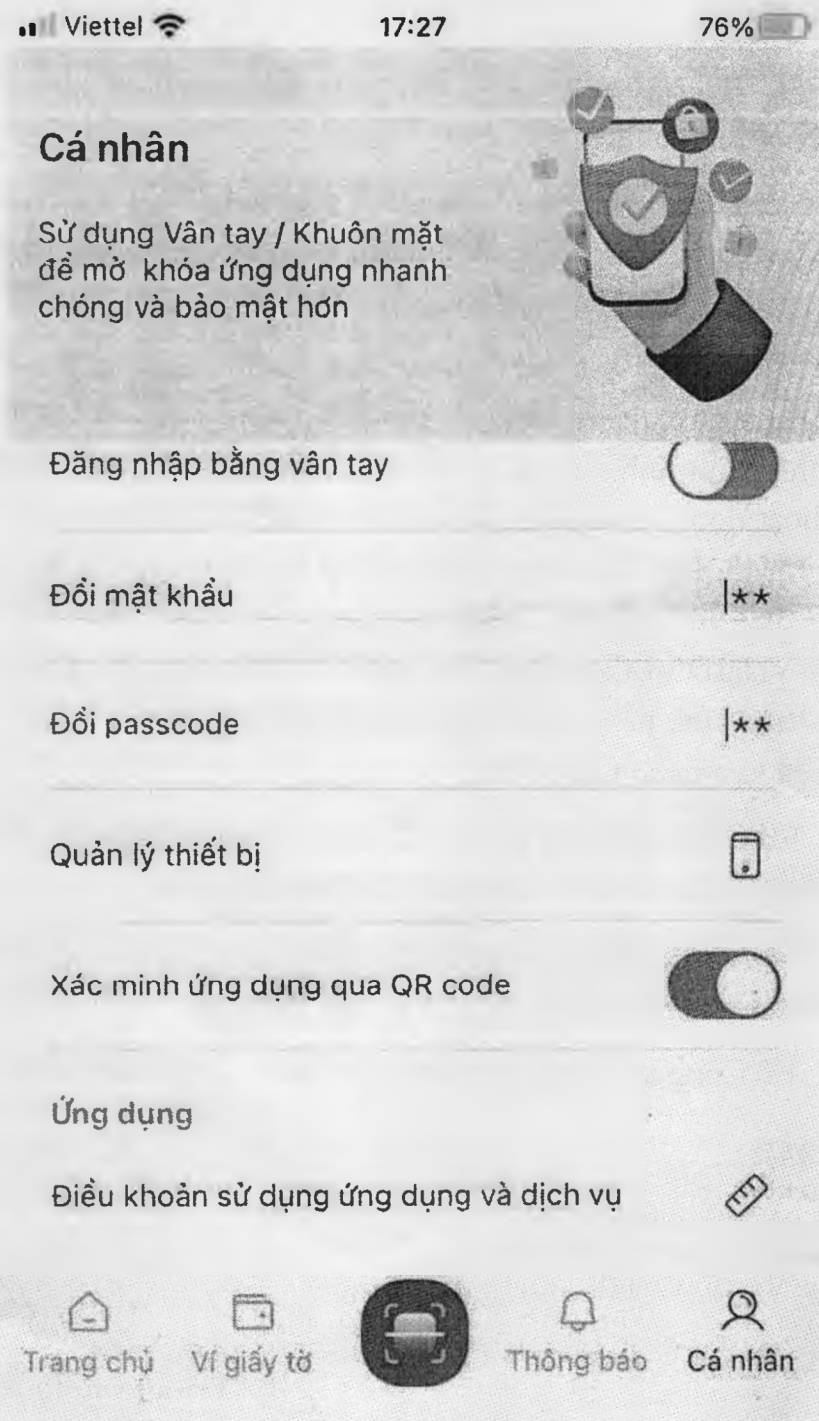 Viettel 17:27 76%
Cá nhân
Sử dụng Vân tay / Khuôn mặt
để mở khóa ứng dụng nhanh
chóng và bảo mật hơn
Đăng nhập bằng vân tay
Đổi mật khẩu |**
Đổi passcode |**
Quản lý thiết bị
Xác minh ứng dụng qua QR code
Ứng dụng
Điều khoản sử dụng ứng dụng và dịch vụ
Trang chủ Ví giấy tờ Thông báo Cá nhân